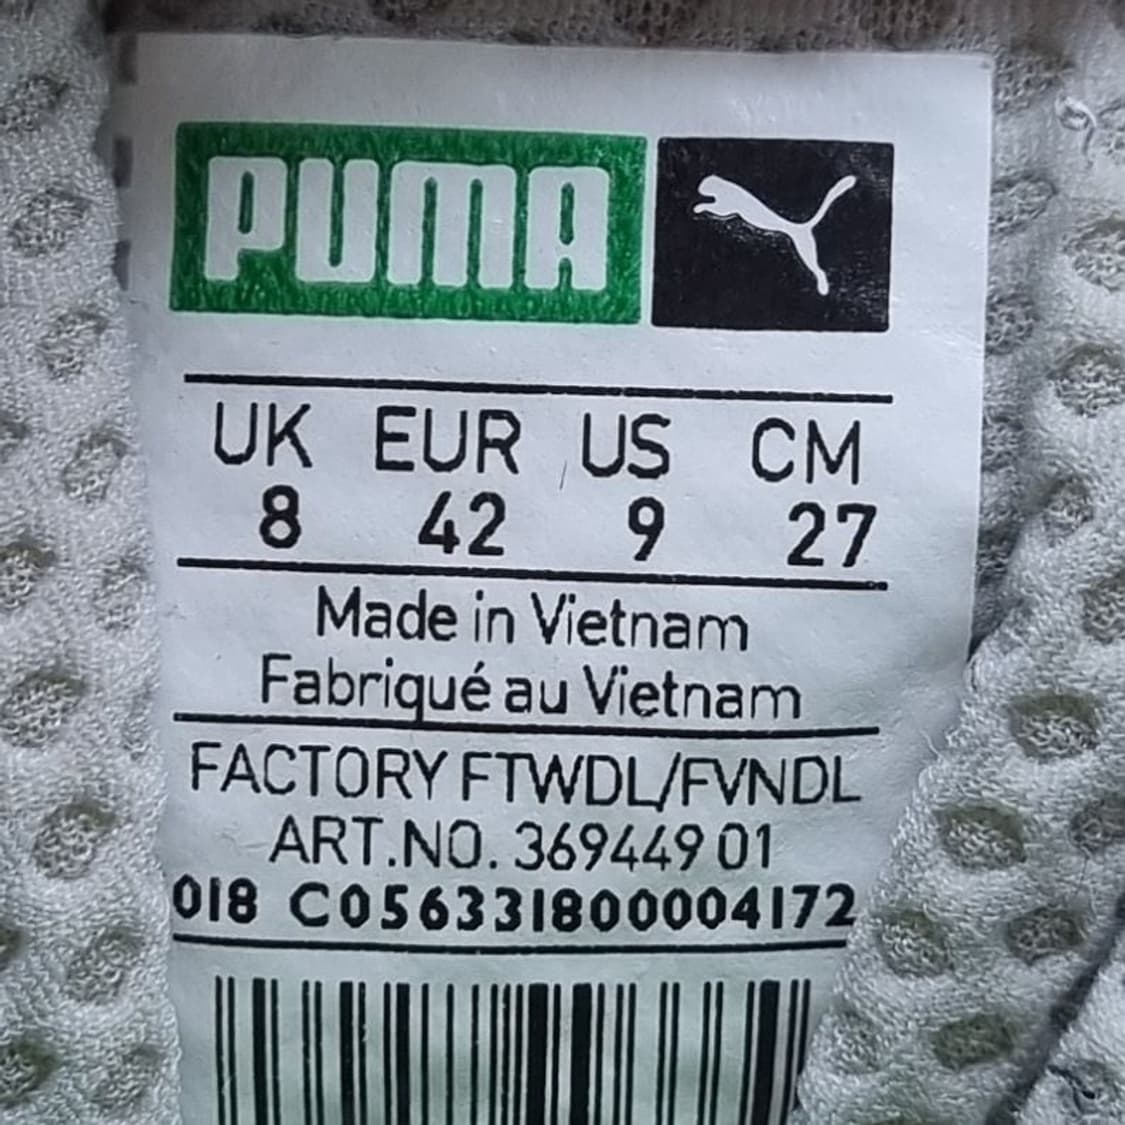 PUMA
UK EUR US CM
8 42 9 27
Made in Vietnam
Fabriqué au Vietnam
FACTORY FTWDL/FVNDL
ART.NO. 369449 01
018 C056331800004172